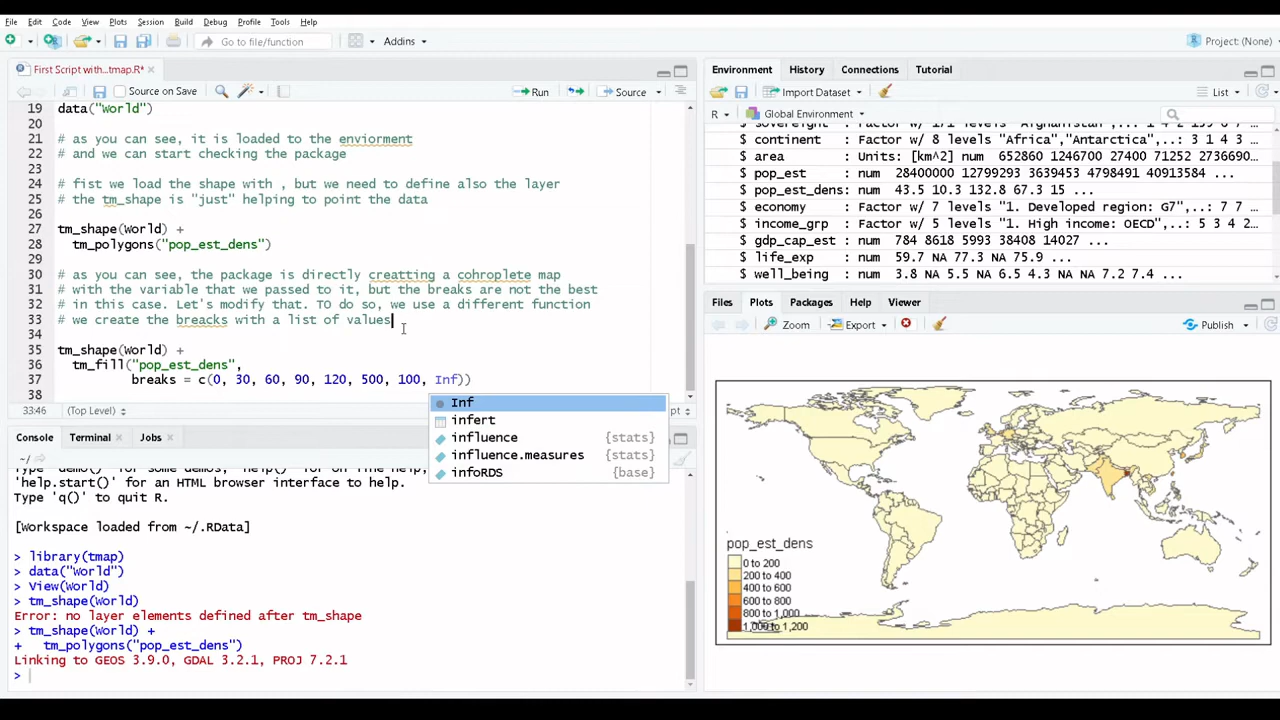 File Edit Code View Plots Session Build Debug Profile Tools Help
Go to file/function Addins Project: (None)
First Script with...tmap.R*
Source on Save Run Source
19 data("World")
20
21 # as you can see, it is loaded to the enviorment
22 # and we can start checking the package
23
24 # fist we load the shape with , but we need to define also the layer
25 # the tm_shape is "just" helping to point the data
26
27 tm_shape(World) +
28 tm_polygons("pop_est_dens")
29
30 # as you can see, the package is directly creatting a cohroplete map
31 # with the variable that we passed to it, but the breaks are not the best
32 # in this case. Let's modify that. TO do so, we use a different function
33 # we create the breacks with a list of values
34
35 tm_shape(World) +
36 tm_fill("pop_est_dens",
37 breaks = c(0, 30, 60, 90, 120, 500, 100, Inf))
38
33:46 (Top Level)
Inf
infert
influence {stats}
influence.measures {stats}
infoRDS {base}
Console Terminal Jobs
~/
'help.start()' for an HTML browser interface to help.
Type 'q()' to quit R.
[Workspace loaded from ~/.RData]
> library(tmap)
> data("World")
> View(World)
> tm_shape(World)
Error: no layer elements defined after tm_shape
> tm_shape(World) +
+ tm_polygons("pop_est_dens")
Linking to GEOS 3.9.0, GDAL 3.2.1, PROJ 7.2.1
>
Environment History Connections Tutorial
Import Dataset List
R Global Environment
$ continent : Factor w/ 8 levels "Africa","Antarctica",..: 3 1 4 3 ...
$ area : Units: [km^2] num 652860 1246700 27400 71252 2736690...
$ pop_est : num 28400000 12799293 3639453 4798491 40913584 ...
$ pop_est_dens: num 43.5 10.3 132.8 67.3 15 ...
$ economy : Factor w/ 7 levels "1. Developed region: G7",..: 7 7 ...
$ income_grp : Factor w/ 5 levels "1. High income: OECD",..: 5 3 4 2 ...
$ gdp_cap_est : num 784 8618 5993 38408 14027 ...
$ life_exp : num 59.7 NA 77.3 NA 75.9 ...
$ well_being : num 3.8 NA 5.5 NA 6.5 4.3 NA NA 7.2 7.4 ...
Files Plots Packages Help Viewer
Zoom Export Publish
pop_est_dens
0 to 200
200 to 400
400 to 600
600 to 800
800 to 1,000
1,000 to 1,200